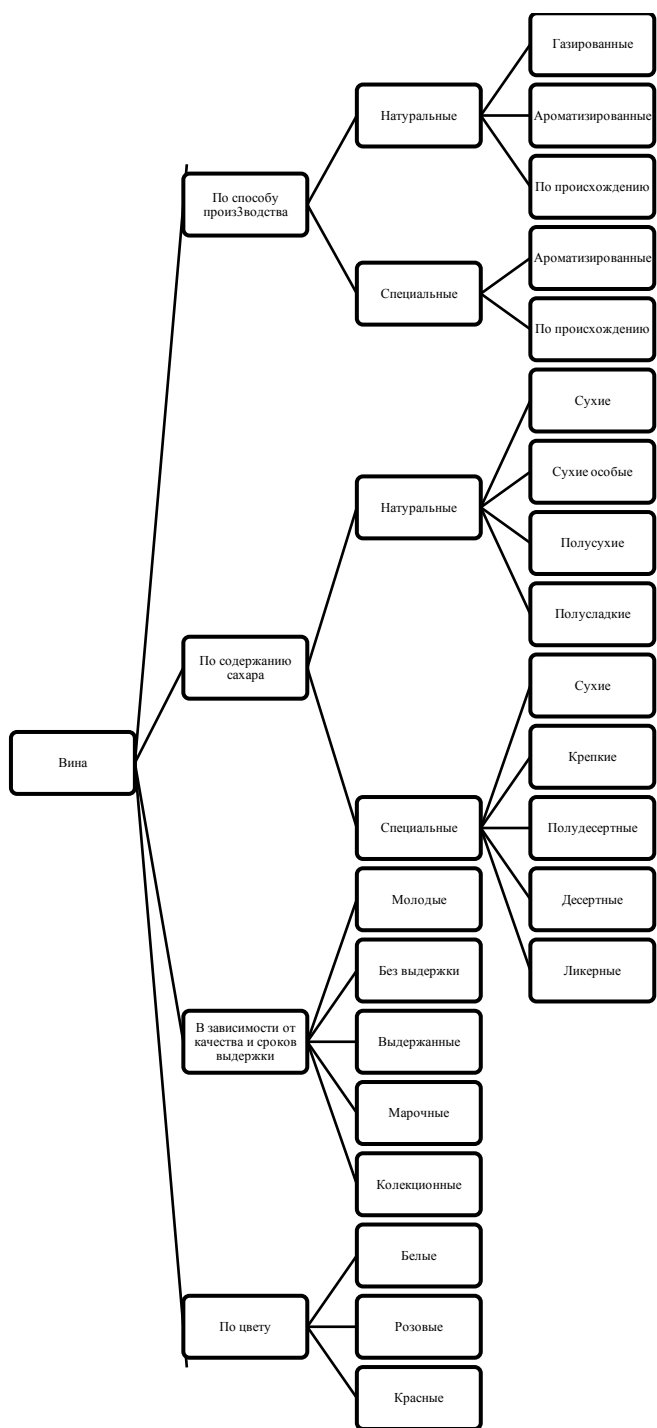 Газированные
Натуральные
Ароматизированные
По способу
произ3водства
По происхождению
Ароматизированные
Специальные
По происхождению
Сухие
Сухие особые
Натуральные
Полусухие
Полусладкие
По содержанию
сахара
Сухие
Вина
Крепкие
Специальные
Полудесертные
Молодые
Десертные
Без выдержки
Ликерные
В зависимости от
качества и сроков
выдержки
Выдержанные
Марочные
Колекционные
Белые
По цвету
Розовые
Красные